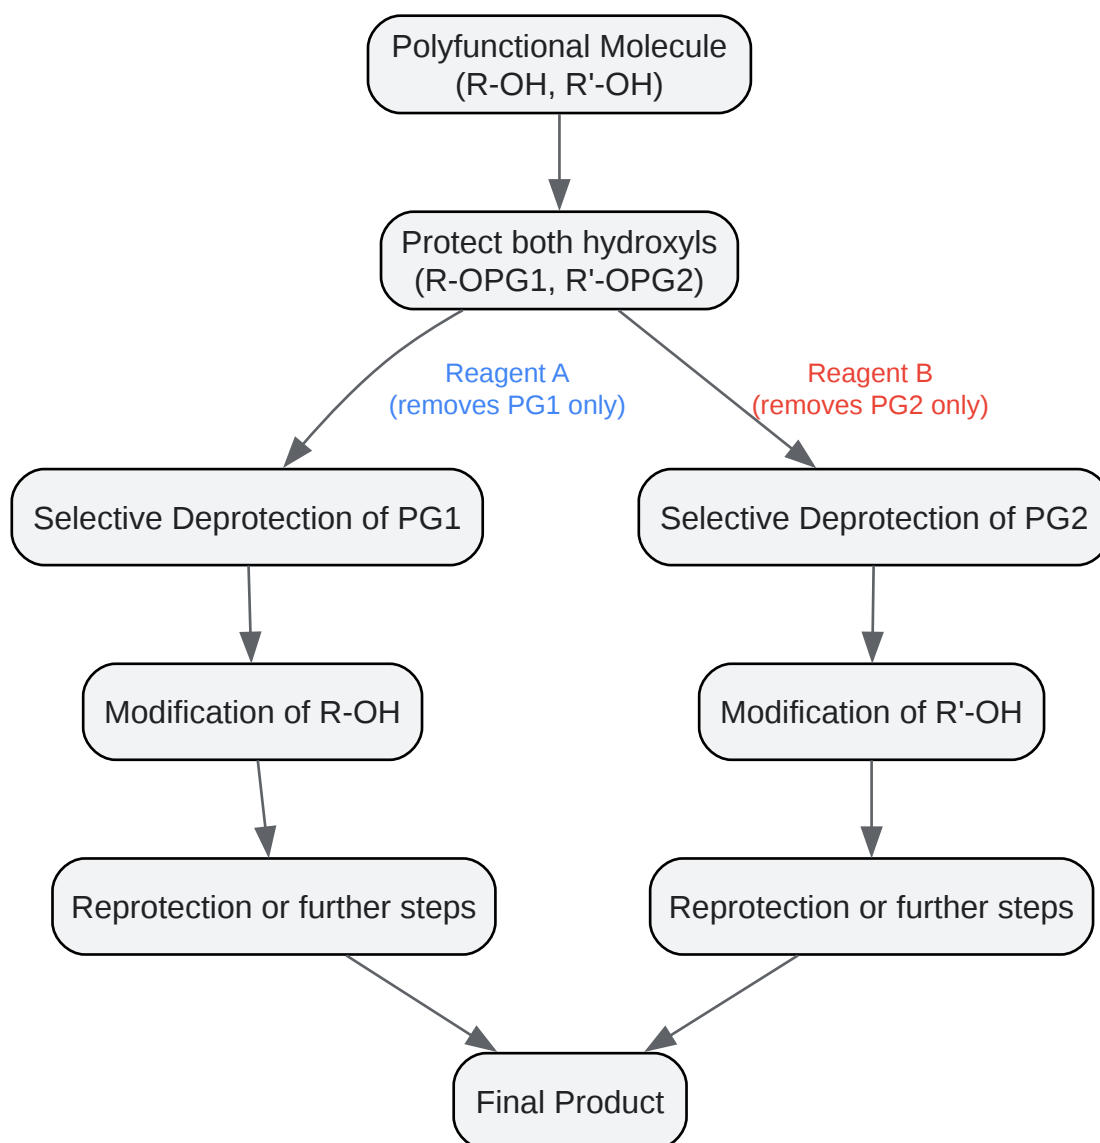 Polyfunctional Molecule
(R-OH, R'-OH)
Protect both hydroxyls
(R-OPG1, R'-OPG2)
Reagent A
(removes PG1 only)
Reagent B
(removes PG2 only)
Selective Deprotection of PG1
Selective Deprotection of PG2
Modification of R-OH
Modification of R'-OH
Reprotection or further steps
Reprotection or further steps
Final Product